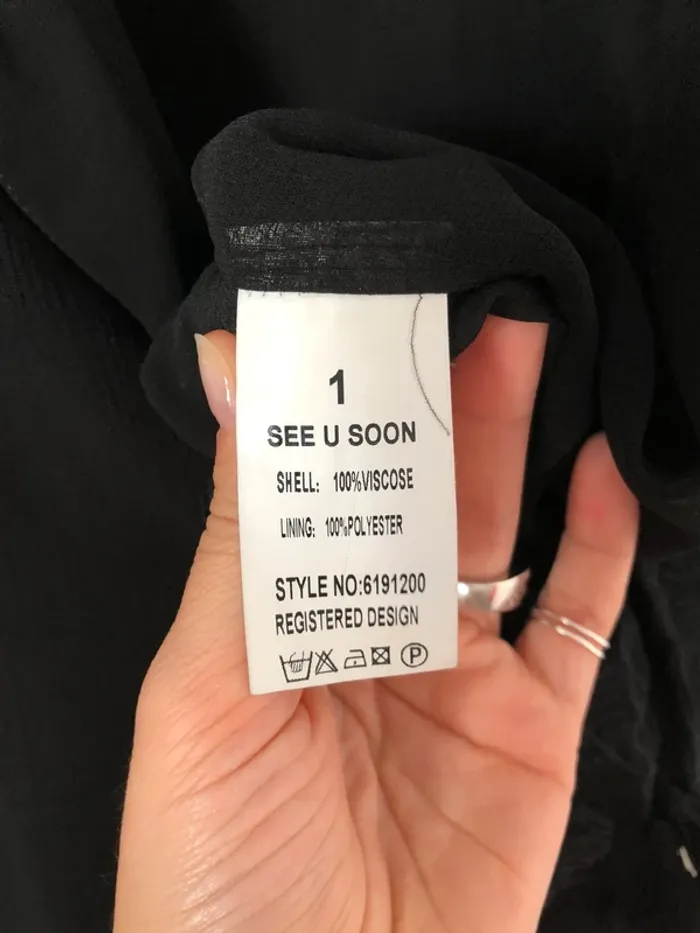 1
SEE U SOON
SHELL: 100%VISCOSE
LINING: 100%POLYESTER
STYLE NO:6191200
REGISTERED DESIGN
P